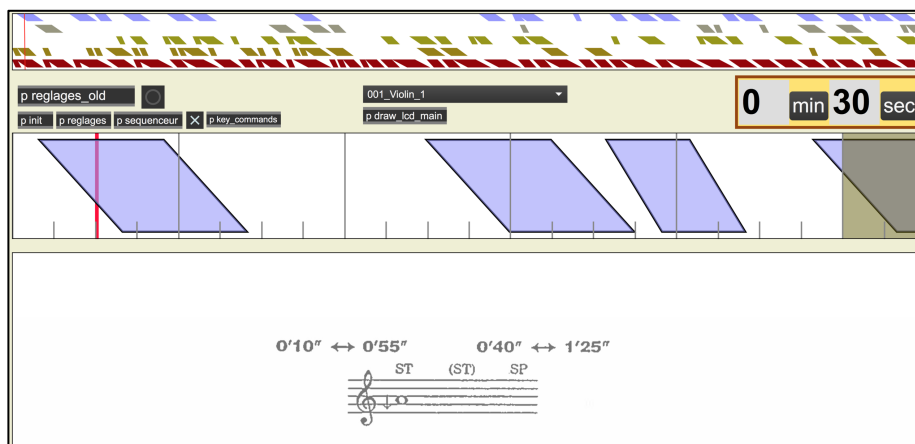 p reglages_old
001_Violin_1
0 min 30 sec
p init p reglages p sequenceur p key_commands
p draw_lcd_main
0'10" ↔ 0'55" 0'40" ↔ 1'25"
ST (ST) SP